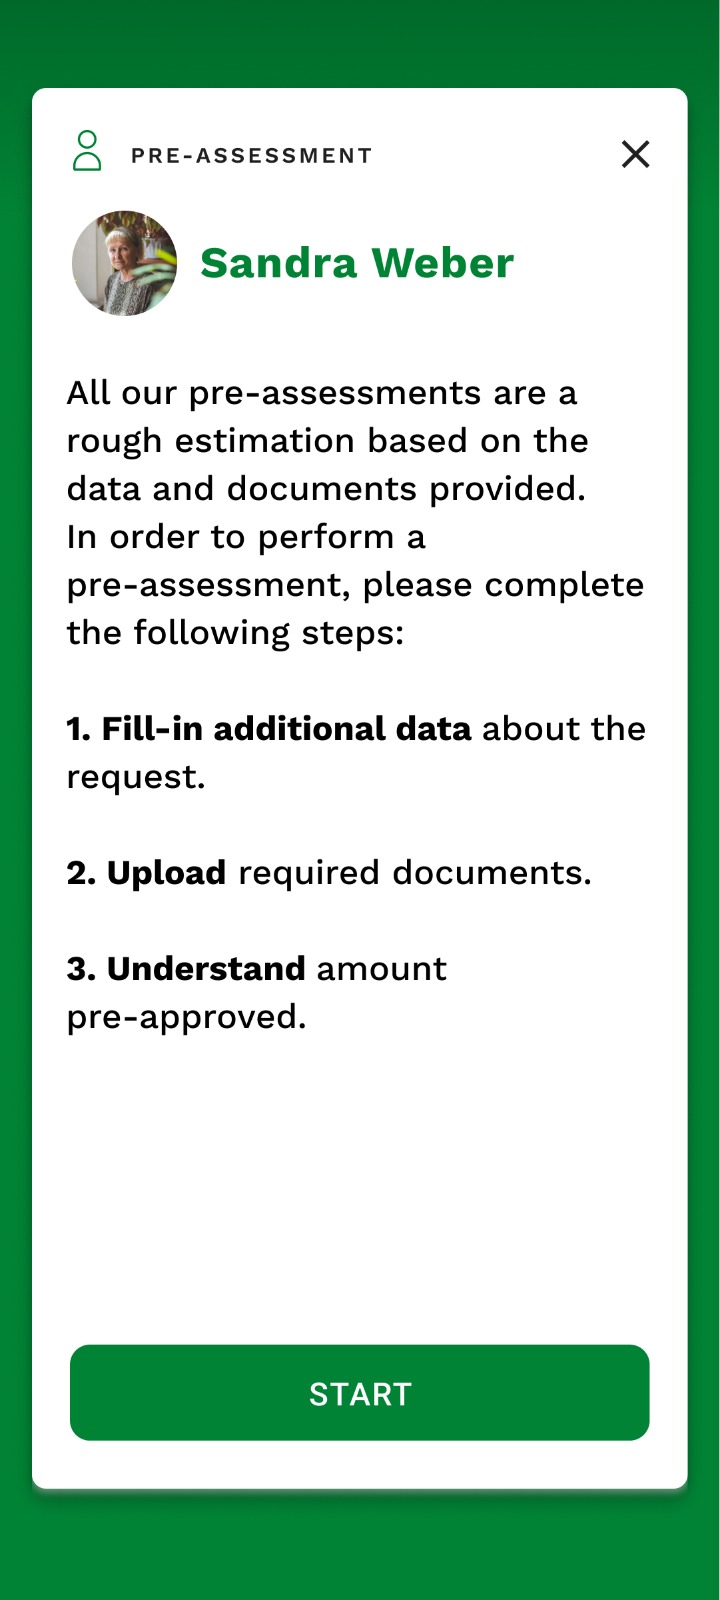 PRE-ASSESSMENT
Sandra Weber
All our pre-assessments are a
rough estimation based on the
data and documents provided.
In order to perform a
pre-assessment, please complete
the following steps:
1. Fill-in additional data about the
request.
2. Upload required documents.
3. Understand amount
pre-approved.
START